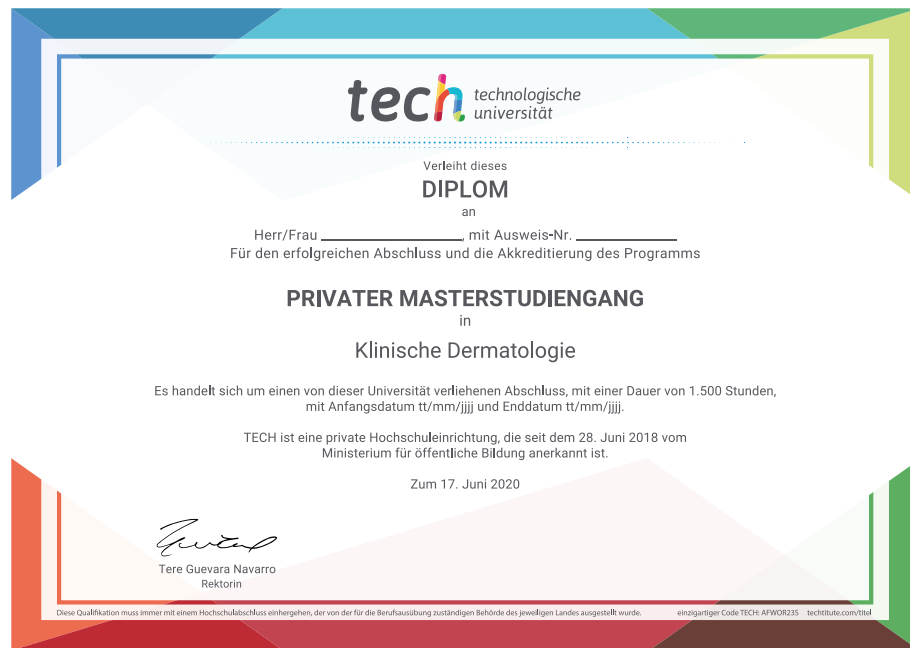 tech technologische
universität
Verleiht dieses
DIPLOM
an
Herr/Frau ____________, mit Ausweis-Nr. ____________
Für den erfolgreichen Abschluss und die Akkreditierung des Programms
PRIVATER MASTERSTUDIENGANG
in
Klinische Dermatologie
Es handelt sich um einen von dieser Universität verliehenen Abschluss, mit einer Dauer von 1.500 Stunden,
mit Anfangsdatum tt/mm/jjjj und Enddatum tt/mm/jjjj.
TECH ist eine private Hochschuleinrichtung, die seit dem 28. Juni 2018 vom
Ministerium für öffentliche Bildung anerkannt ist.
Zum 17. Juni 2020
Tere Guevara Navarro
Rektorin
Diese Qualifikation muss immer mit einem Hochschulabschluss einhergehen, der von der für die Berufsausübung zuständigen Behörde des jeweiligen Landes ausgestellt wurde. einzigartiger Code TECH: AFWOR23S techtitute.com/titel